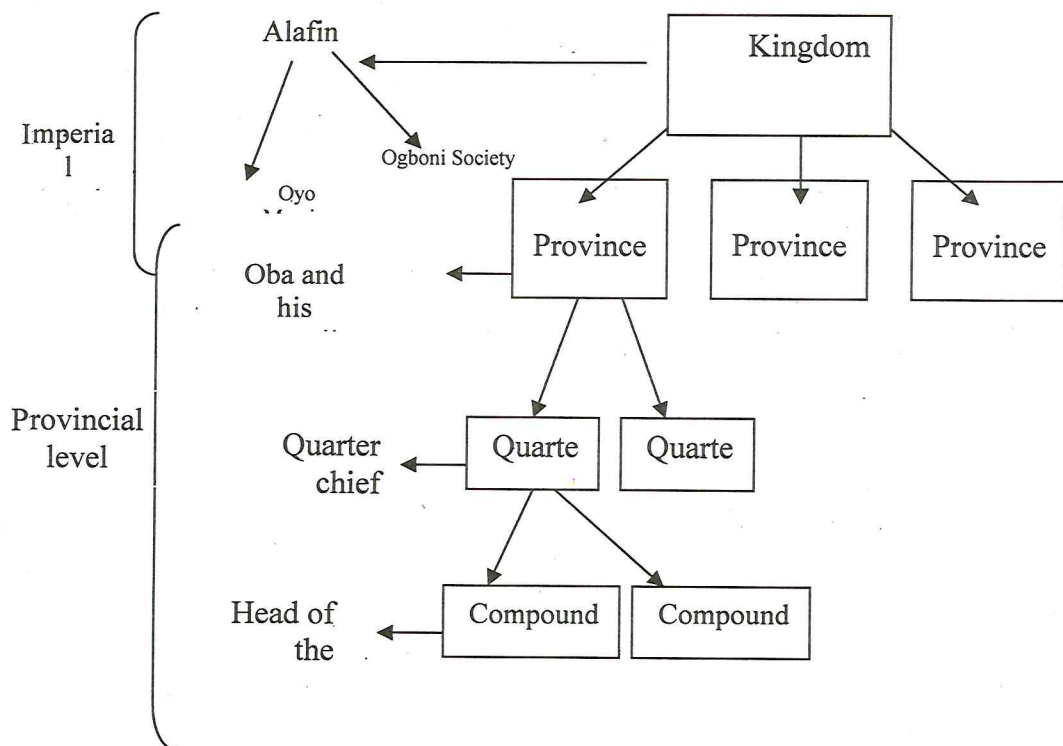 Alafin
Kingdom
Imperia
l
Ogboni Society
Oyo
Province
Province
Province
Oba and
his
Provincial
level
Quarter
chief
Quarte
Quarte
Head of
the
Compound
Compound